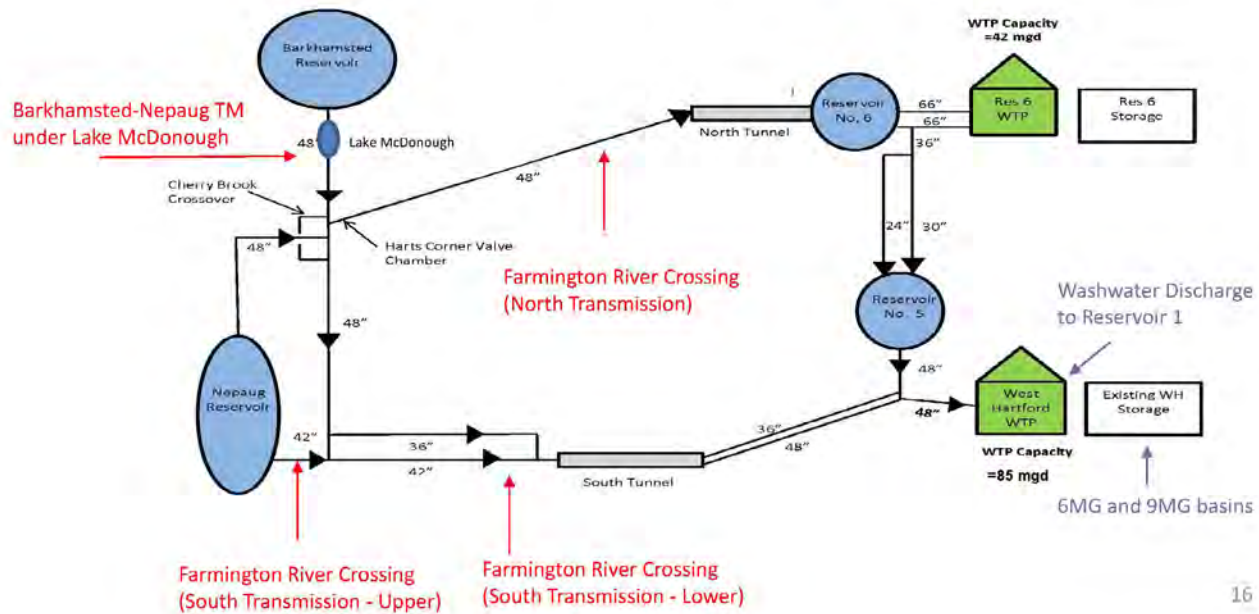 WTP Capacity
=42 mgd
Barkhamsted
Reservoir
Barkhamsted-Nepaug TM
under Lake McDonough
48"
Lake McDonough
North Tunnel
Reservoir
No. 6
66"
66"
36"
Res 6
WTP
Res 6
Storage
Cherry Brook
Crossover
48"
48"
Harts Corner Valve
Chamber
24"
30"
Farmington River Crossing
(North Transmission)
Reservoir
No. 5
Washwater Discharge
to Reservoir 1
48"
Nepaug
Reservoir
48"
48"
West
Hartford
WTP
Existing WH
Storage
42"
36"
42"
36"
48"
South Tunnel
WTP Capacity
=85 mgd
6MG and 9MG basins
Farmington River Crossing
(South Transmission - Upper)
Farmington River Crossing
(South Transmission - Lower)
16